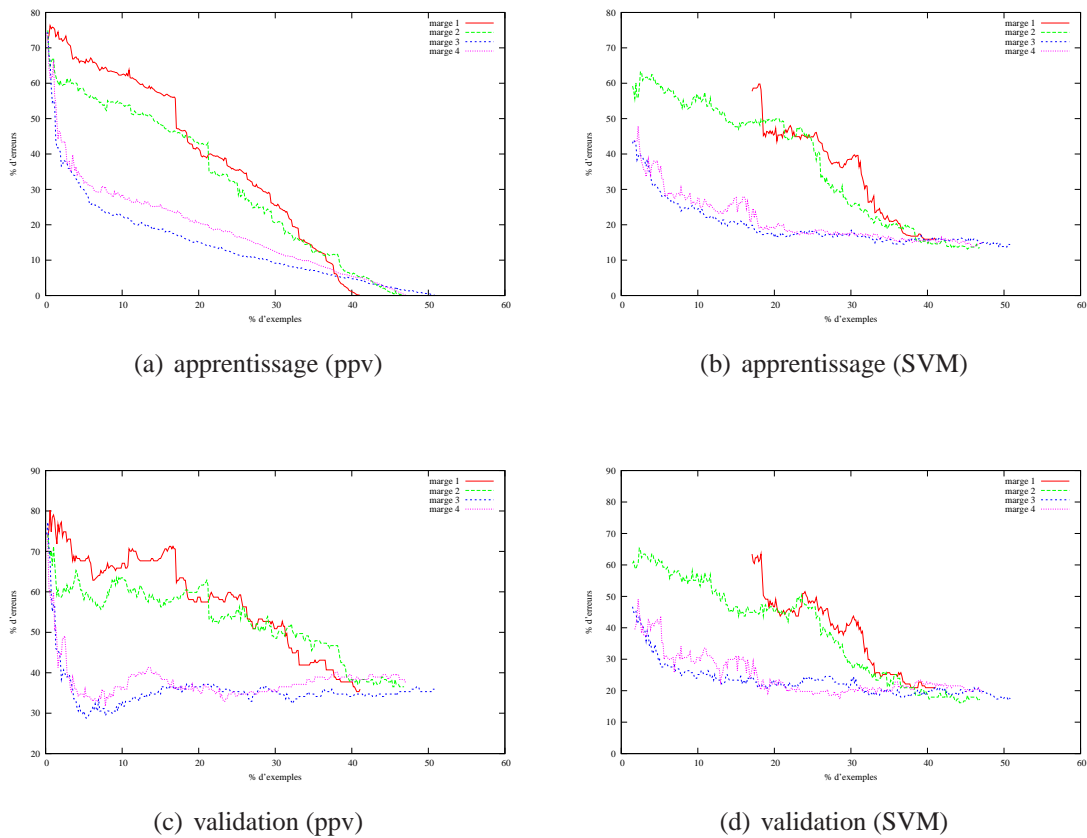 80
70
60
50
40
30
20
10
0
% d'erreurs
0 10 20 30 40 50 60
% d'exemples
marge 1
marge 2
marge 3
marge 4
(a) apprentissage (ppv)
80
70
60
50
40
30
20
10
0
% d'erreurs
0 10 20 30 40 50 60
% d'exemples
marge 1
marge 2
marge 3
marge 4
(b) apprentissage (SVM)
90
80
70
60
50
40
30
20
% d'erreurs
0 10 20 30 40 50 60
% d'exemples
marge 1
marge 2
marge 3
marge 4
(c) validation (ppv)
90
80
70
60
50
40
30
20
10
0
% d'erreurs
0 10 20 30 40 50 60
% d'exemples
marge 1
marge 2
marge 3
marge 4
(d) validation (SVM)